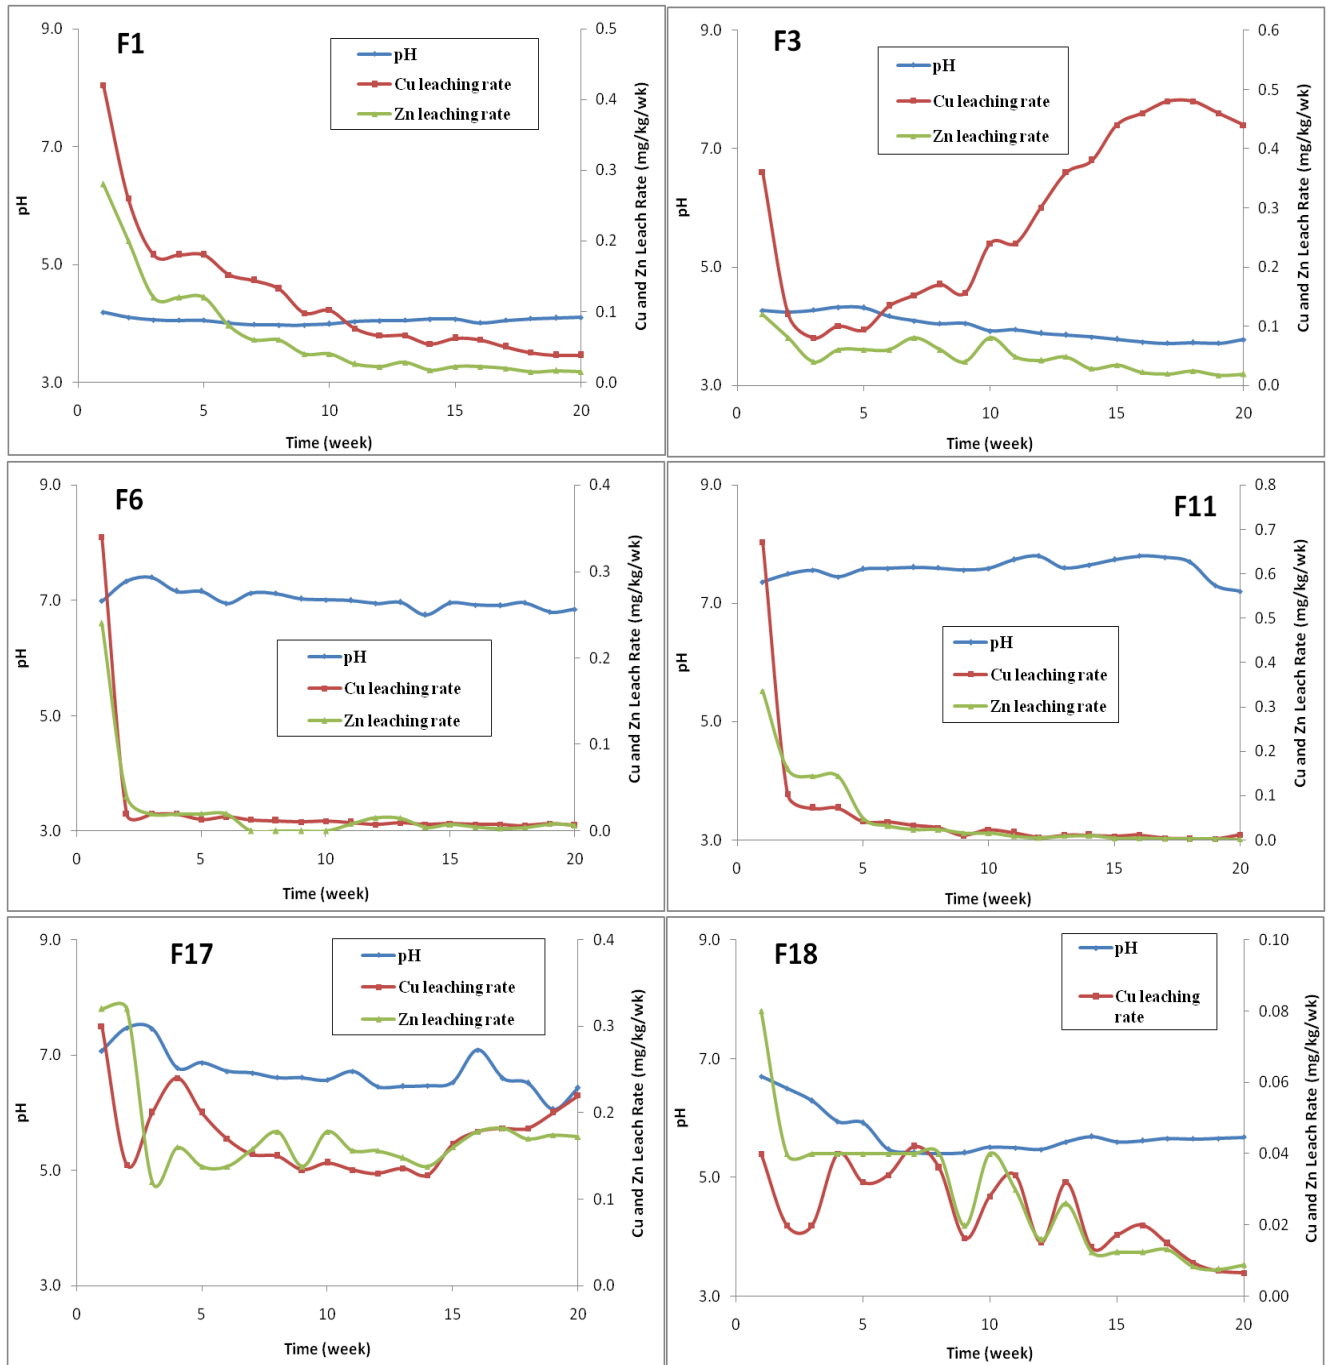 F1
pH
Cu leaching rate
Zn leaching rate
9.0
7.0
5.0
3.0
pH
0.5
0.4
0.3
0.2
0.1
0.0
Cu and Zn Leach Rate (mg/kg/wk)
0 5 10 15 20
Time (week)
F3
pH
Cu leaching rate
Zn leaching rate
9.0
7.0
5.0
3.0
pH
0.6
0.5
0.4
0.3
0.2
0.1
0.0
Cu and Zn Leach Rate (mg/kg/wk)
0 5 10 15 20
Time (week)
F6
pH
Cu leaching rate
Zn leaching rate
9.0
7.0
5.0
3.0
pH
0.4
0.3
0.2
0.1
0.0
Cu and Zn Leach Rate (mg/kg/wk)
0 5 10 15 20
Time (week)
F11
pH
Cu leaching rate
Zn leaching rate
9.0
7.0
5.0
3.0
pH
0.8
0.7
0.6
0.5
0.4
0.3
0.2
0.1
0.0
Cu and Zn Leach Rate (mg/kg/wk)
0 5 10 15 20
Time (week)
F17
pH
Cu leaching rate
Zn leaching rate
9.0
7.0
5.0
3.0
pH
0.4
0.3
0.2
0.1
0.0
Cu and Zn Leach Rate (mg/kg/wk)
0 5 10 15 20
Time (week)
F18
pH
Cu leaching
rate
9.0
7.0
5.0
3.0
pH
0.10
0.08
0.06
0.04
0.02
0.00
Cu and Zn Leach Rate (mg/kg/wk)
0 5 10 15 20
Time (week)